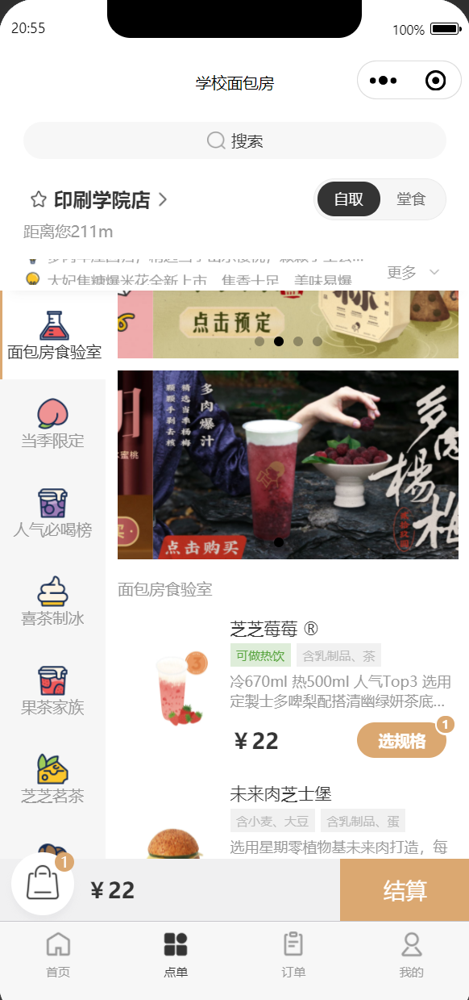 20:55
100%
学校面包房
搜索
印刷学院店
自取
堂食
距离您211m
更多
大妃焦糖爆米花全新上市，焦香十足，美味易爆
面包房食验室
当季限定
人气必喝榜
喜茶制冰
果茶家族
芝芝茗茶
点击预定
多肉爆汁
精选当季杨梅
颗颗手剥去核
归
水蜜桃
多肉杨梅
点击购买
面包房食验室
芝芝莓莓 ®
可做热饮
含乳制品、茶
冷670ml 热500ml 人气Top3 选用
定製士多啤梨配搭清幽绿妍茶底...
￥22
选规格
1
未来肉芝士堡
含小麦、大豆
含乳制品、蛋
选用星期零植物基未来肉打造，每
1
￥22
结算
首页
点单
订单
我的